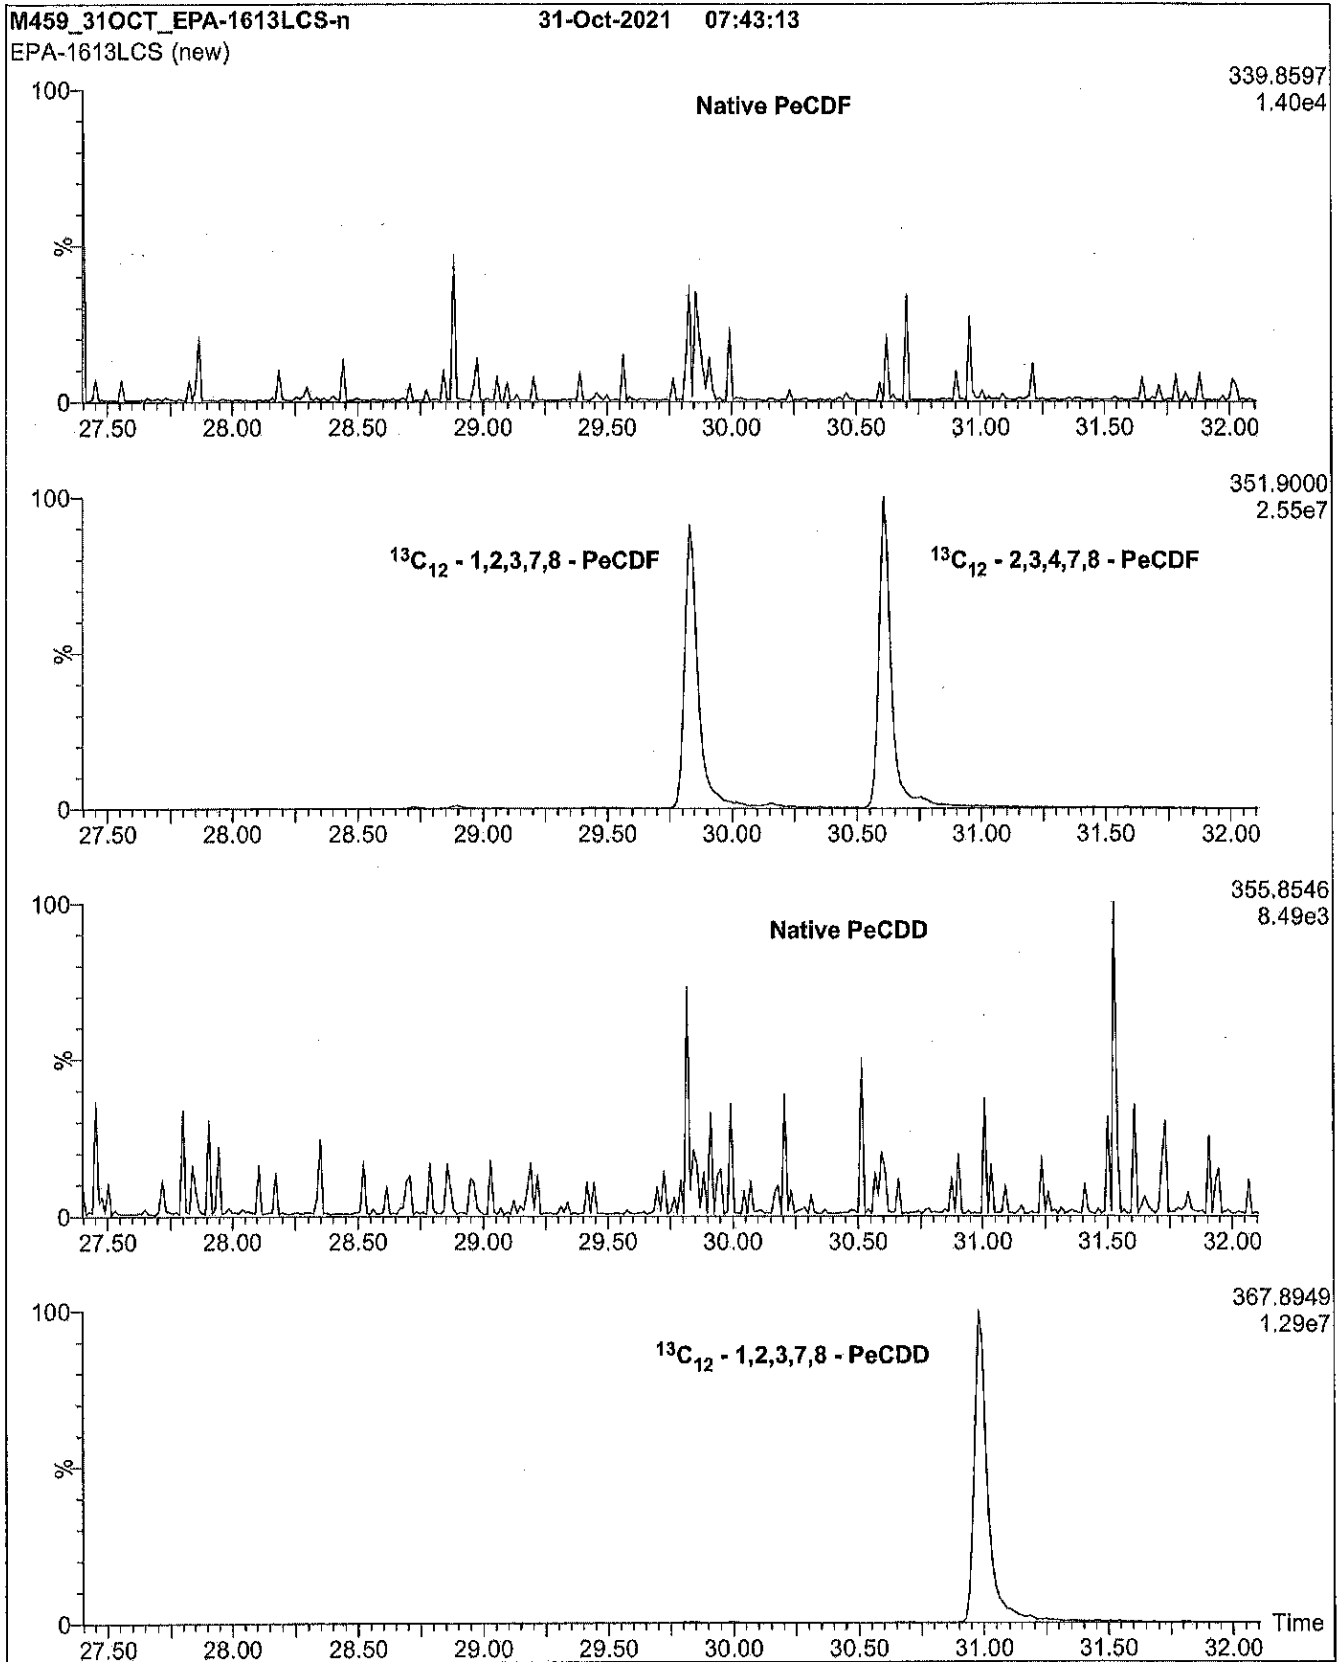 M459_31OCT_EPA-1613LCS-n 31-Oct-2021 07:43:13
EPA-1613LCS (new)
339.8597
1.40e4
100
Native PeCDF
%
0
27.50 28.00 28.50 29.00 29.50 30.00 30.50 31.00 31.50 32.00
351.9000
2.55e7
100
¹³C₁₂ - 1,2,3,7,8 - PeCDF ¹³C₁₂ - 2,3,4,7,8 - PeCDF
%
0
27.50 28.00 28.50 29.00 29.50 30.00 30.50 31.00 31.50 32.00
355.8546
8.49e3
100
Native PeCDD
%
0
27.50 28.00 28.50 29.00 29.50 30.00 30.50 31.00 31.50 32.00
367.8949
1.29e7
100
¹³C₁₂ - 1,2,3,7,8 - PeCDD
%
0
Time
27.50 28.00 28.50 29.00 29.50 30.00 30.50 31.00 31.50 32.00